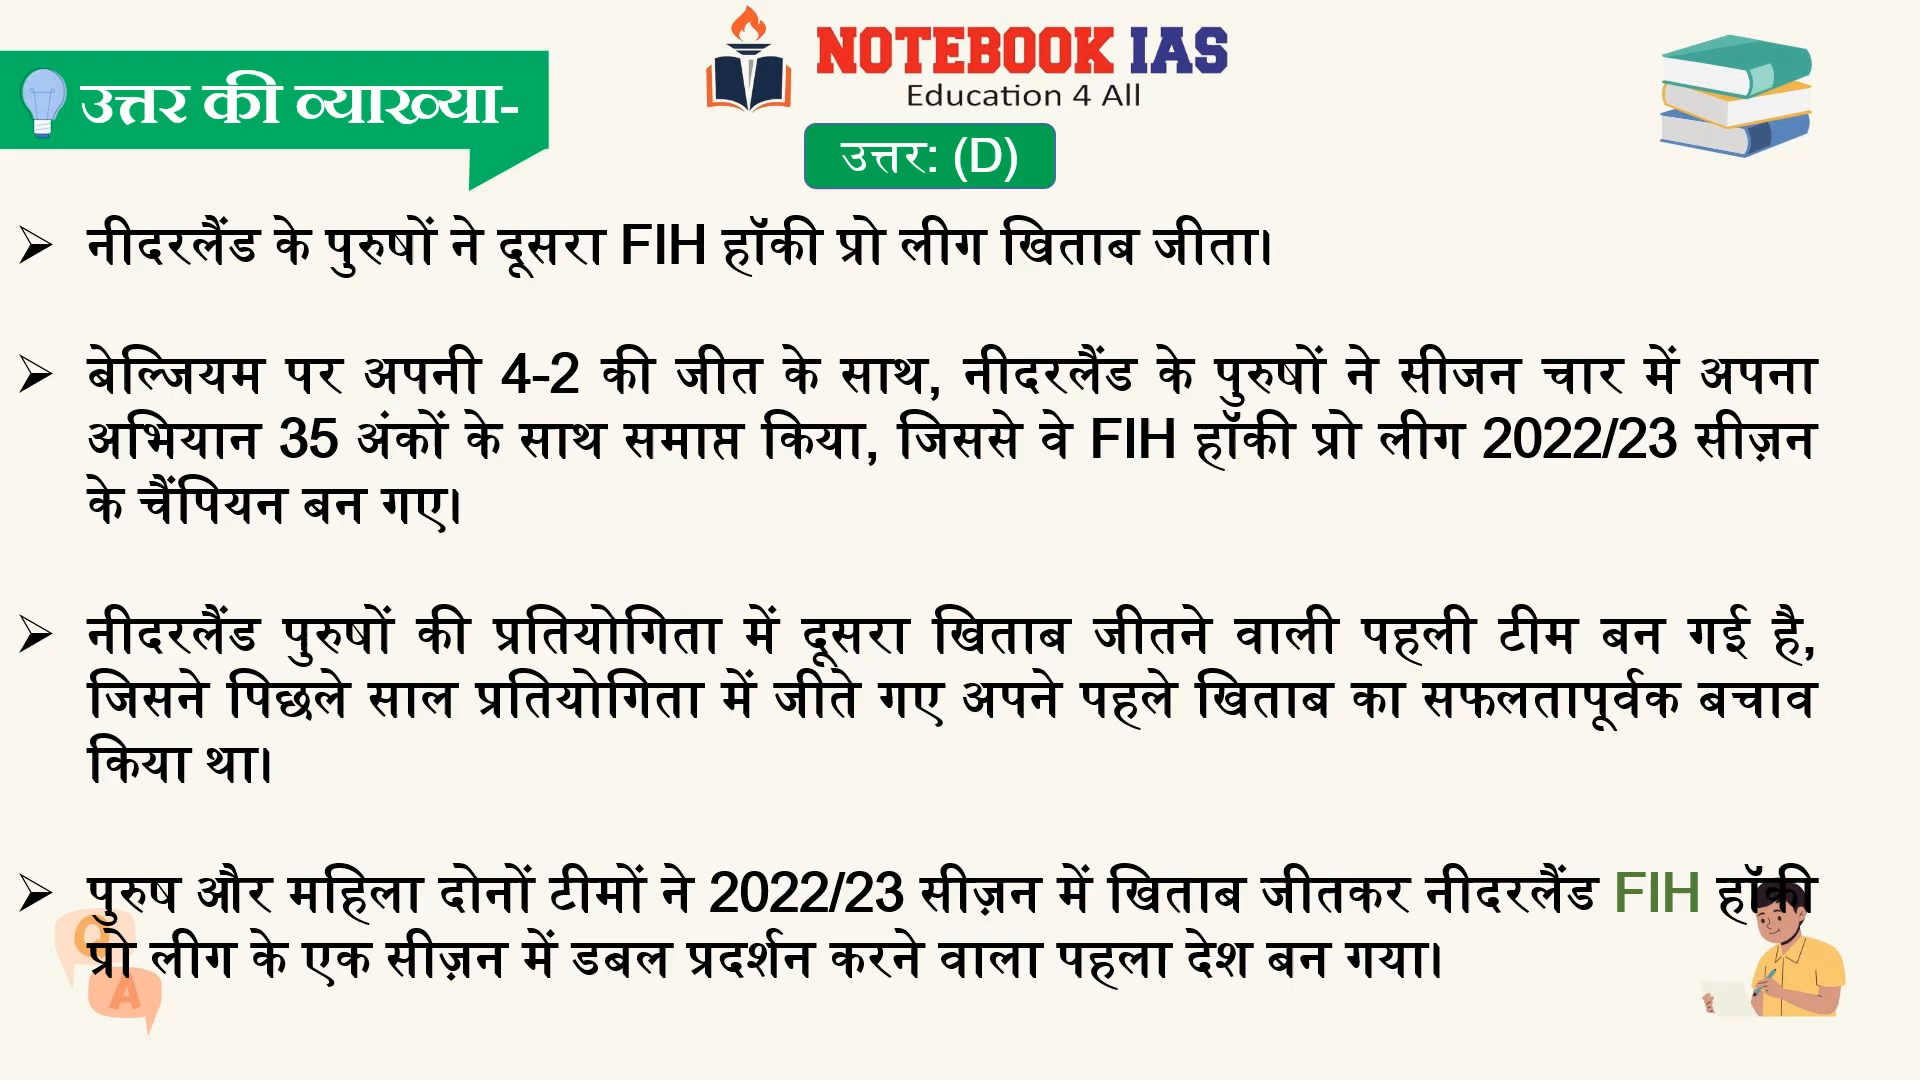 NOTEBOOK IAS
Education 4 All
उत्तर की व्याख्या-
उत्तर: (D)
➢ नीदरलैंड के पुरुषों ने दूसरा FIH हॉकी प्रो लीग खिताब जीता।
➢ बेल्जियम पर अपनी 4-2 की जीत के साथ, नीदरलैंड के पुरुषों ने सीजन चार में अपना
अभियान 35 अंकों के साथ समाप्त किया, जिससे वे FIH हॉकी प्रो लीग 2022/23 सीज़न
के चैंपियन बन गए।
➢ नीदरलैंड पुरुषों की प्रतियोगिता में दूसरा खिताब जीतने वाली पहली टीम बन गई है,
जिसने पिछले साल प्रतियोगिता में जीते गए अपने पहले खिताब का सफलतापूर्वक बचाव
किया था।
➢ पुरुष और महिला दोनों टीमों ने 2022/23 सीज़न में खिताब जीतकर नीदरलैंड FIH हॉकी
प्रो लीग के एक सीज़न में डबल प्रदर्शन करने वाला पहला देश बन गया।
Q
A